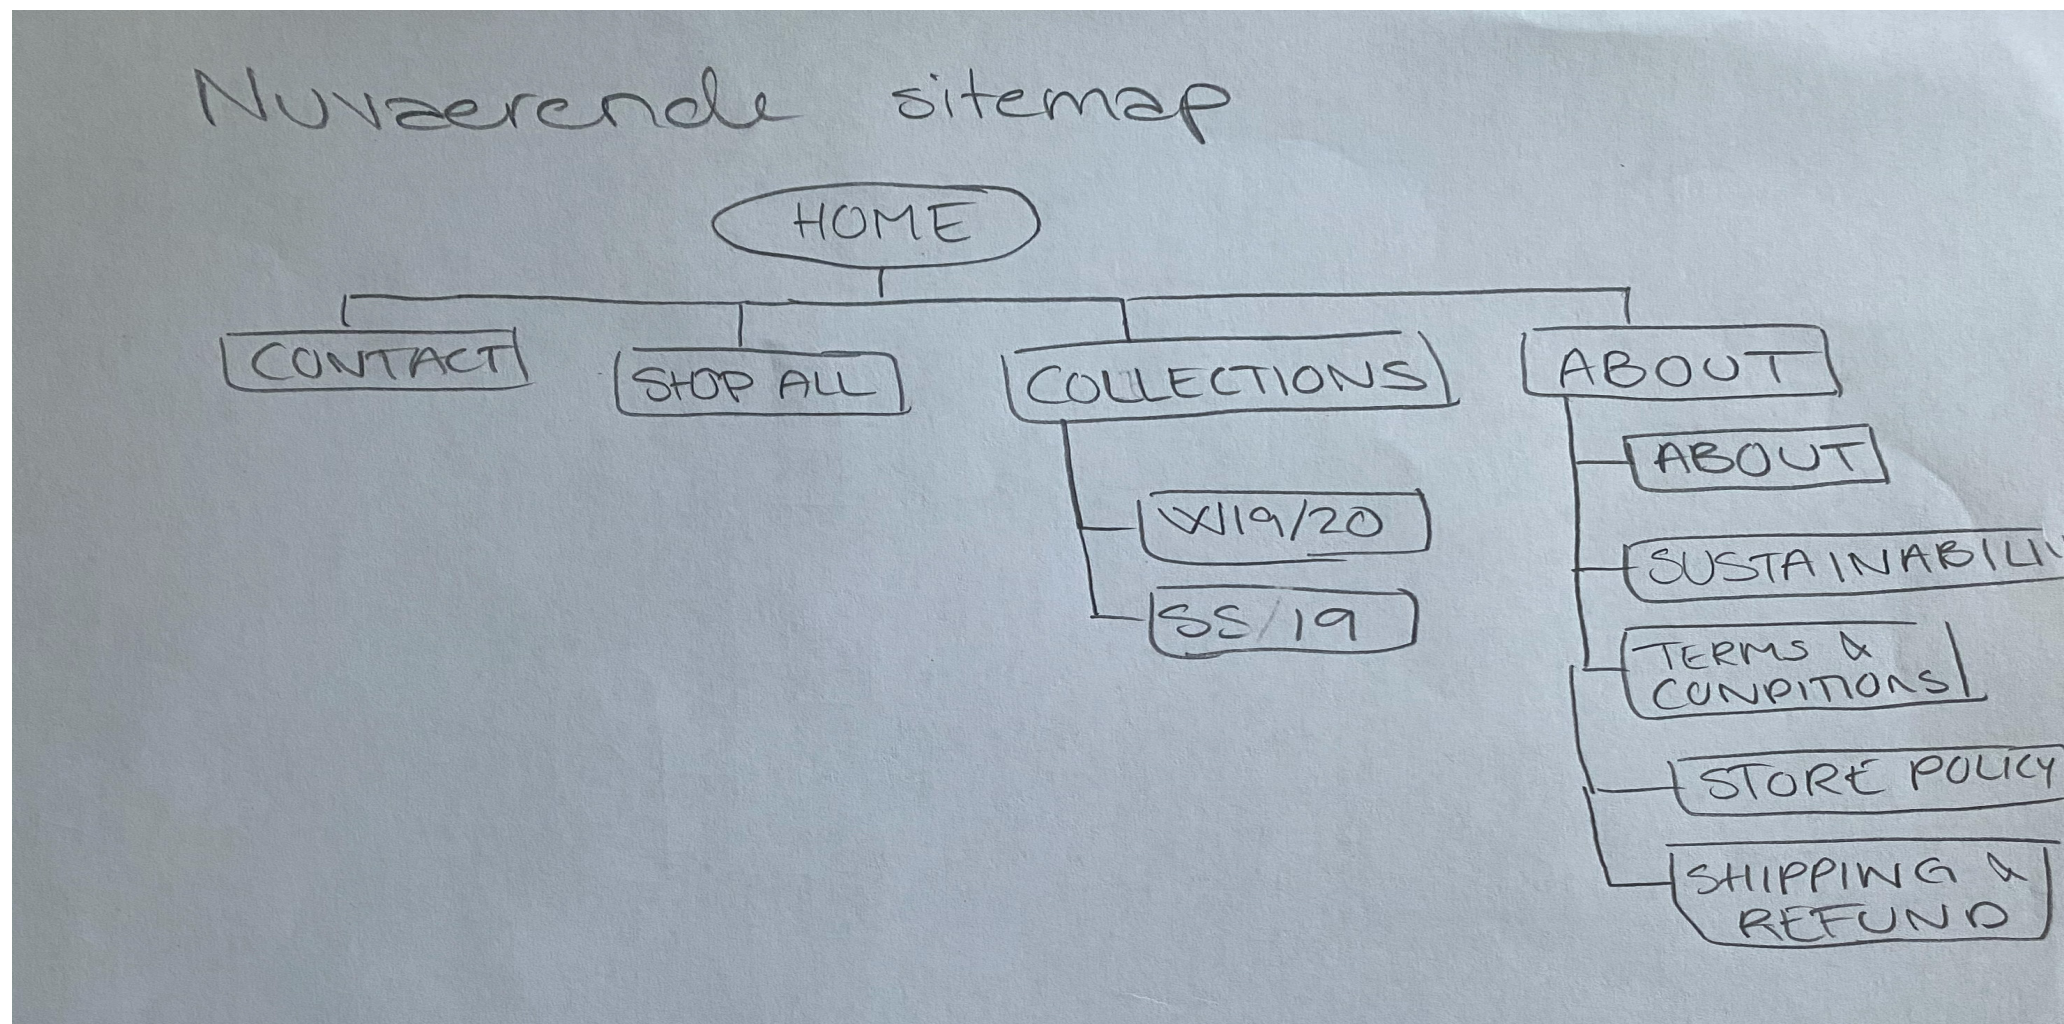 Nuvaerende sitemap
HOME
CONTACT
SHOP ALL
COLLECTIONS
W19/20
SS/19
ABOUT
ABOUT
SUSTAINABILI
TERMS &
CONDITIONS
STORE POLICY
SHIPPING &
REFUND